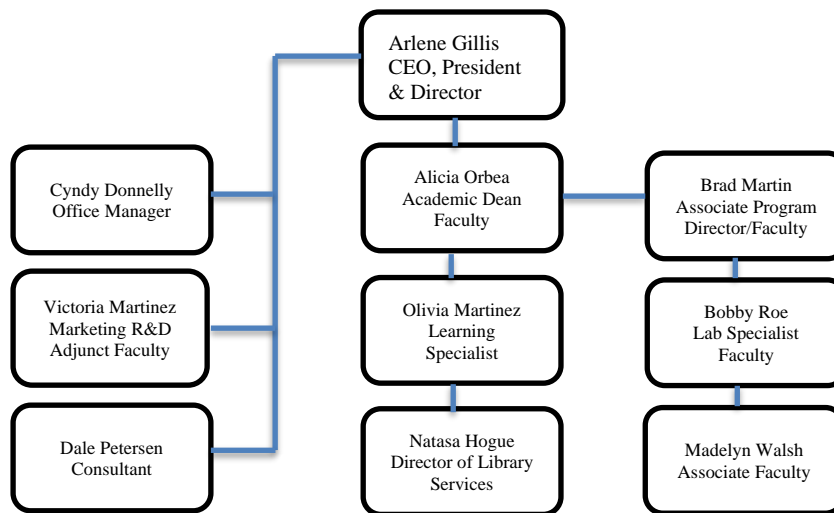 Arlene Gillis
CEO, President
& Director
Cyndy Donnelly
Office Manager
Alicia Orbea
Academic Dean
Faculty
Brad Martin
Associate Program
Director/Faculty
Victoria Martinez
Marketing R&D
Adjunct Faculty
Olivia Martinez
Learning
Specialist
Bobby Roe
Lab Specialist
Faculty
Dale Petersen
Consultant
Natasa Hogue
Director of Library
Services
Madelyn Walsh
Associate Faculty